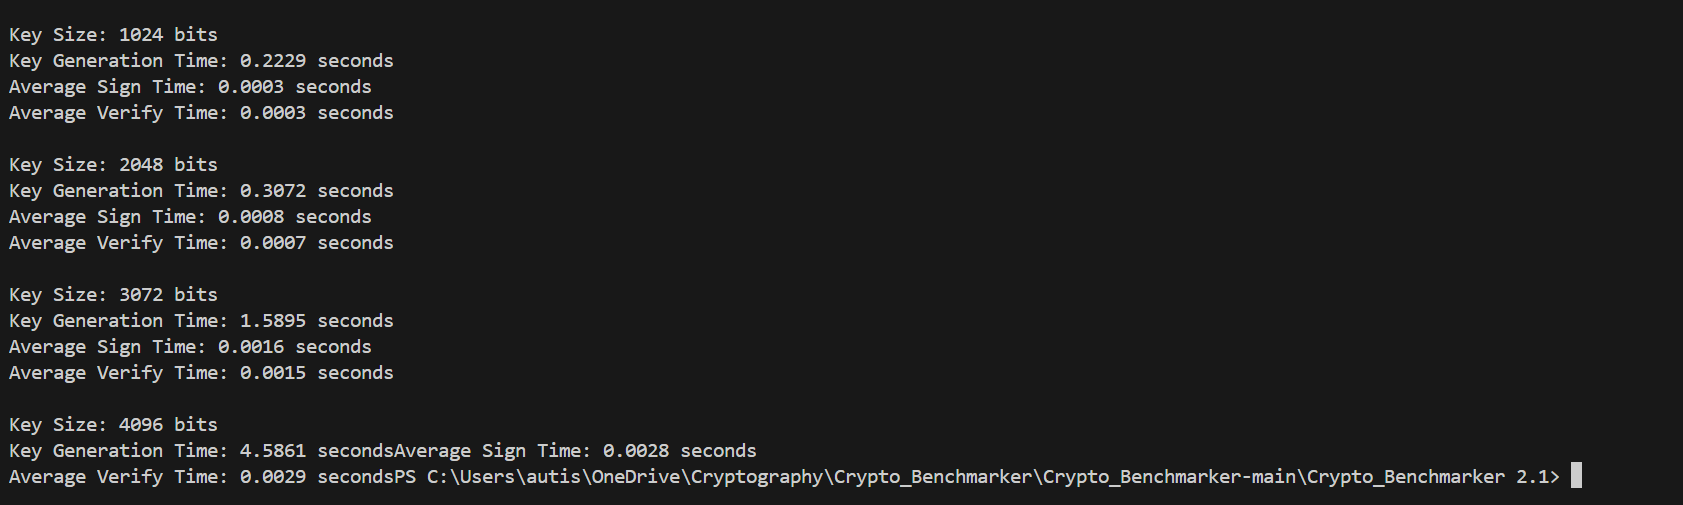 Key Size: 1024 bits
Key Generation Time: 0.2229 seconds
Average Sign Time: 0.0003 seconds
Average Verify Time: 0.0003 seconds
Key Size: 2048 bits
Key Generation Time: 0.3072 seconds
Average Sign Time: 0.0008 seconds
Average Verify Time: 0.0007 seconds
Key Size: 3072 bits
Key Generation Time: 1.5895 seconds
Average Sign Time: 0.0016 seconds
Average Verify Time: 0.0015 seconds
Key Size: 4096 bits
Key Generation Time: 4.5861 secondsAverage Sign Time: 0.0028 seconds
Average Verify Time: 0.0029 secondsPS C:\Users\autis\OneDrive\Cryptography\Crypto_Benchmarker\Crypto_Benchmarker-main\Crypto_Benchmarker 2.1>